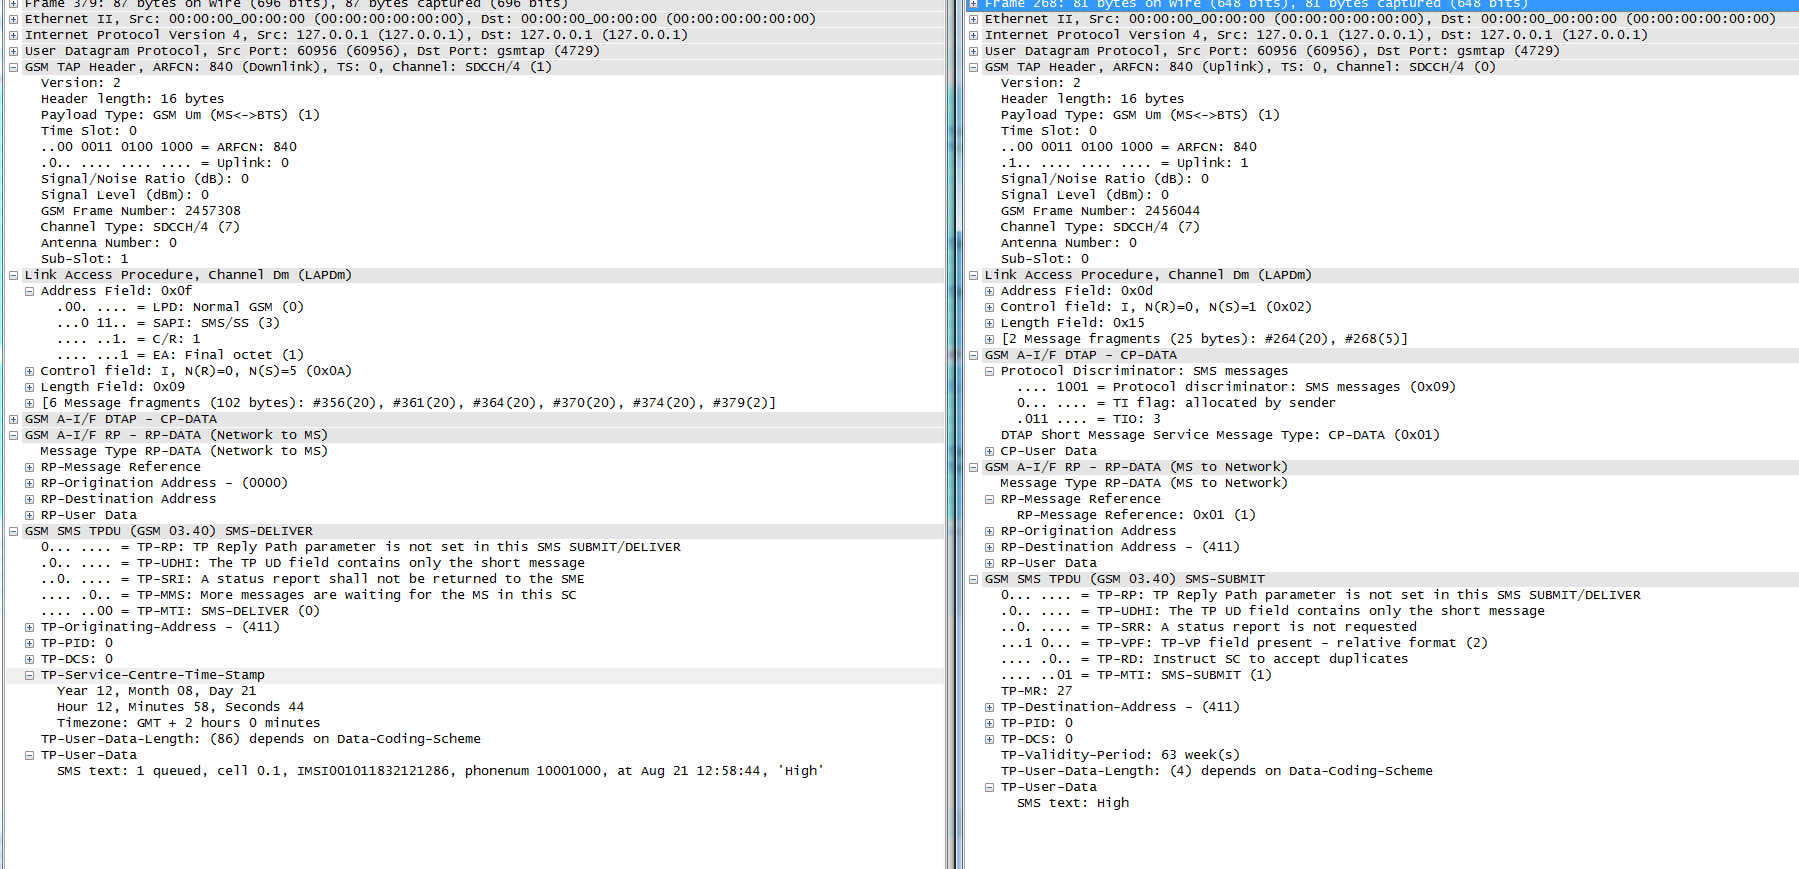 Frame 379: 87 bytes on wire (696 bits), 87 bytes captured (696 bits)
Ethernet II, Src: 00:00:00_00:00:00 (00:00:00:00:00:00), Dst: 00:00:00_00:00:00 (00:00:00:00:00:00)
Internet Protocol Version 4, Src: 127.0.0.1 (127.0.0.1), Dst: 127.0.0.1 (127.0.0.1)
User Datagram Protocol, Src Port: 60956 (60956), Dst Port: gsmtap (4729)
GSM TAP Header, ARFCN: 840 (Downlink), TS: 0, Channel: SDCCH/4 (1)
Version: 2
Header length: 16 bytes
Payload Type: GSM Um (MS<->BTS) (1)
Time Slot: 0
..00 0011 0100 1000 = ARFCN: 840
.0.. .... .... .... = Uplink: 0
Signal/Noise Ratio (dB): 0
Signal Level (dBm): 0
GSM Frame Number: 2457308
Channel Type: SDCCH/4 (7)
Antenna Number: 0
Sub-Slot: 1
Link Access Procedure, Channel Dm (LAPDm)
Address Field: 0x0f
.00. .... = LPD: Normal GSM (0)
...0 11.. = SAPI: SMS/SS (3)
.... ..1. = C/R: 1
.... ...1 = EA: Final octet (1)
Control field: I, N(R)=0, N(S)=5 (0x0A)
Length Field: 0x09
[6 Message fragments (102 bytes): #356(20), #361(20), #364(20), #370(20), #374(20), #379(2)]
GSM A-I/F DTAP - CP-DATA
GSM A-I/F RP - RP-DATA (Network to MS)
Message Type RP-DATA (Network to MS)
RP-Message Reference
RP-Origination Address - (0000)
RP-Destination Address
RP-User Data
GSM SMS TPDU (GSM 03.40) SMS-DELIVER
0... .... = TP-RP: TP Reply Path parameter is not set in this SMS SUBMIT/DELIVER
.0.. .... = TP-UDHI: The TP UD field contains only the short message
..0. .... = TP-SRI: A status report shall not be returned to the SME
.... .0.. = TP-MMS: More messages are waiting for the MS in this SC
.... ..00 = TP-MTI: SMS-DELIVER (0)
TP-Originating-Address - (411)
TP-PID: 0
TP-DCS: 0
TP-Service-Centre-Time-Stamp
Year 12, Month 08, Day 21
Hour 12, Minutes 58, Seconds 44
Timezone: GMT + 2 hours 0 minutes
TP-User-Data-Length: (86) depends on Data-Coding-Scheme
TP-User-Data
SMS text: 1 queued, cell 0.1, IMSI001011832121286, phonenum 10001000, at Aug 21 12:58:44, 'High'
Frame 268: 81 bytes on wire (648 bits), 81 bytes captured (648 bits)
Ethernet II, Src: 00:00:00_00:00:00 (00:00:00:00:00:00), Dst: 00:00:00_00:00:00 (00:00:00:00:00:00)
Internet Protocol Version 4, Src: 127.0.0.1 (127.0.0.1), Dst: 127.0.0.1 (127.0.0.1)
User Datagram Protocol, Src Port: 60956 (60956), Dst Port: gsmtap (4729)
GSM TAP Header, ARFCN: 840 (Uplink), TS: 0, Channel: SDCCH/4 (0)
Version: 2
Header length: 16 bytes
Payload Type: GSM Um (MS<->BTS) (1)
Time Slot: 0
..00 0011 0100 1000 = ARFCN: 840
.1.. .... .... .... = Uplink: 1
Signal/Noise Ratio (dB): 0
Signal Level (dBm): 0
GSM Frame Number: 2456044
Channel Type: SDCCH/4 (7)
Antenna Number: 0
Sub-Slot: 0
Link Access Procedure, Channel Dm (LAPDm)
Address Field: 0x0d
Control field: I, N(R)=0, N(S)=1 (0x02)
Length Field: 0x15
[2 Message fragments (25 bytes): #264(20), #268(5)]
GSM A-I/F DTAP - CP-DATA
Protocol Discriminator: SMS messages
.... 1001 = Protocol discriminator: SMS messages (0x09)
0... .... = TI flag: allocated by sender
.011 .... = TIO: 3
DTAP Short Message Service Message Type: CP-DATA (0x01)
CP-User Data
GSM A-I/F RP - RP-DATA (MS to Network)
Message Type RP-DATA (MS to Network)
RP-Message Reference
RP-Message Reference: 0x01 (1)
RP-Origination Address
RP-Destination Address - (411)
RP-User Data
GSM SMS TPDU (GSM 03.40) SMS-SUBMIT
0... .... = TP-RP: TP Reply Path parameter is not set in this SMS SUBMIT/DELIVER
.0.. .... = TP-UDHI: The TP UD field contains only the short message
..0. .... = TP-SRR: A status report is not requested
...1 0... = TP-VPF: TP-VP field present - relative format (2)
.... .0.. = TP-RD: Instruct SC to accept duplicates
.... ..01 = TP-MTI: SMS-SUBMIT (1)
TP-MR: 27
TP-Destination-Address - (411)
TP-PID: 0
TP-DCS: 0
TP-Validity-Period: 63 week(s)
TP-User-Data-Length: (4) depends on Data-Coding-Scheme
TP-User-Data
SMS text: High